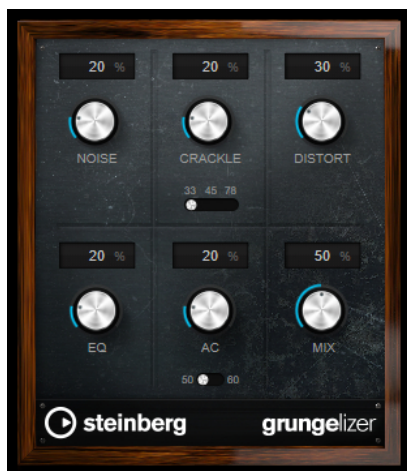 20 % 20 % 30 %
NOISE CRACKLE DISTORT
33 45 78
20 % 20 % 50 %
EQ AC MIX
50 60
steinberg grungelizer